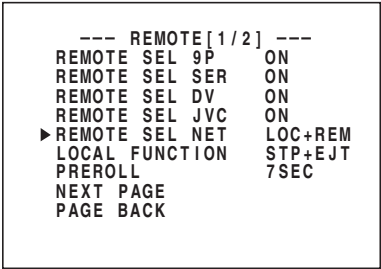 --- REMOTE[1/2] ---
REMOTE SEL 9P ON
REMOTE SEL SER ON
REMOTE SEL DV ON
REMOTE SEL JVC ON
▶REMOTE SEL NET LOC+REM
LOCAL FUNCTION STP+EJT
PREROLL 7SEC
NEXT PAGE
PAGE BACK